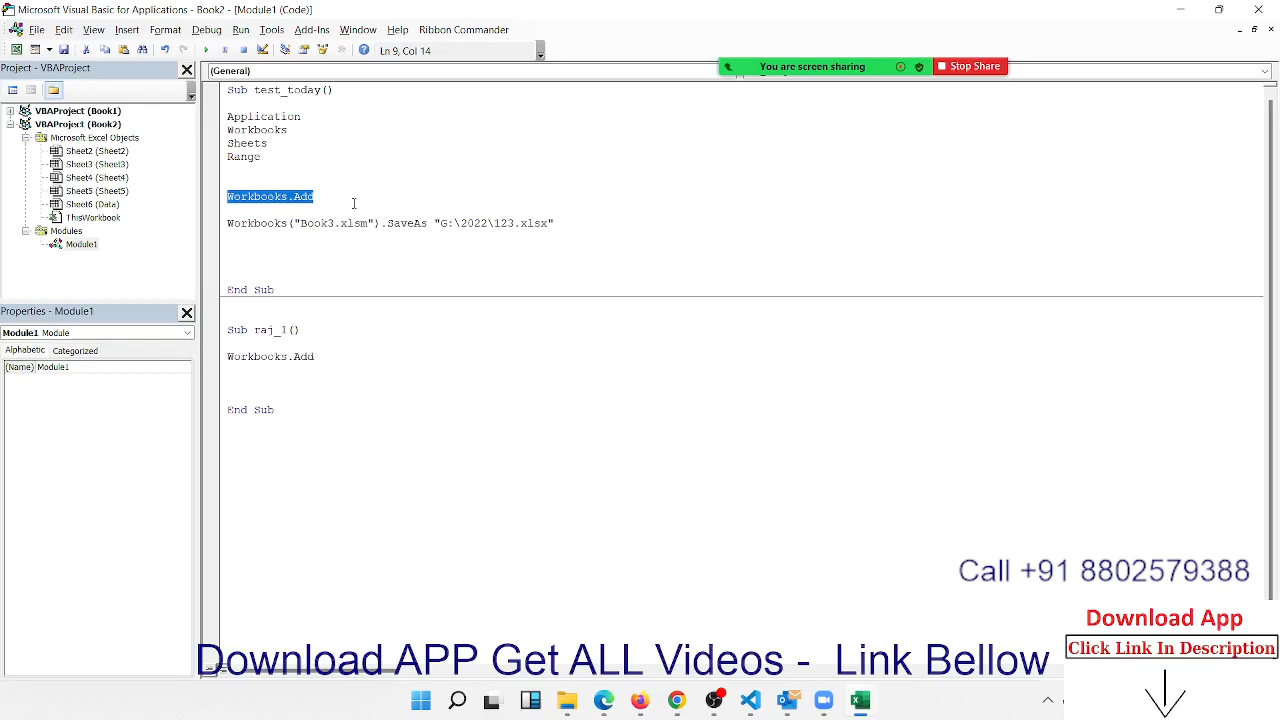 Microsoft Visual Basic for Applications - Book2 - [Module1 (Code)]
File Edit View Insert Format Debug Run Tools Add-Ins Window Help Ribbon Commander
Ln 9, Col 14
You are screen sharing
Stop Share
Project - VBAProject
(General)
VBAProject (Book1)
VBAProject (Book2)
Microsoft Excel Objects
Sheet2 (Sheet2)
Sheet3 (Sheet3)
Sheet4 (Sheet4)
Sheet5 (Sheet5)
Sheet6 (Data)
ThisWorkbook
Modules
Module1
Properties - Module1
Module1 Module
Alphabetic Categorized
(Name) Module1
Sub test_today()
Application
Workbooks
Sheets
Range
Workbooks.Add
Workbooks("Book3.xlsm").SaveAs "G:\2022\123.xlsx"
End Sub
Sub raj_1()
Workbooks.Add
End Sub
Call +91 8802579388
Download App
Click Link In Description
Download APP Get ALL Videos - Link Bellow